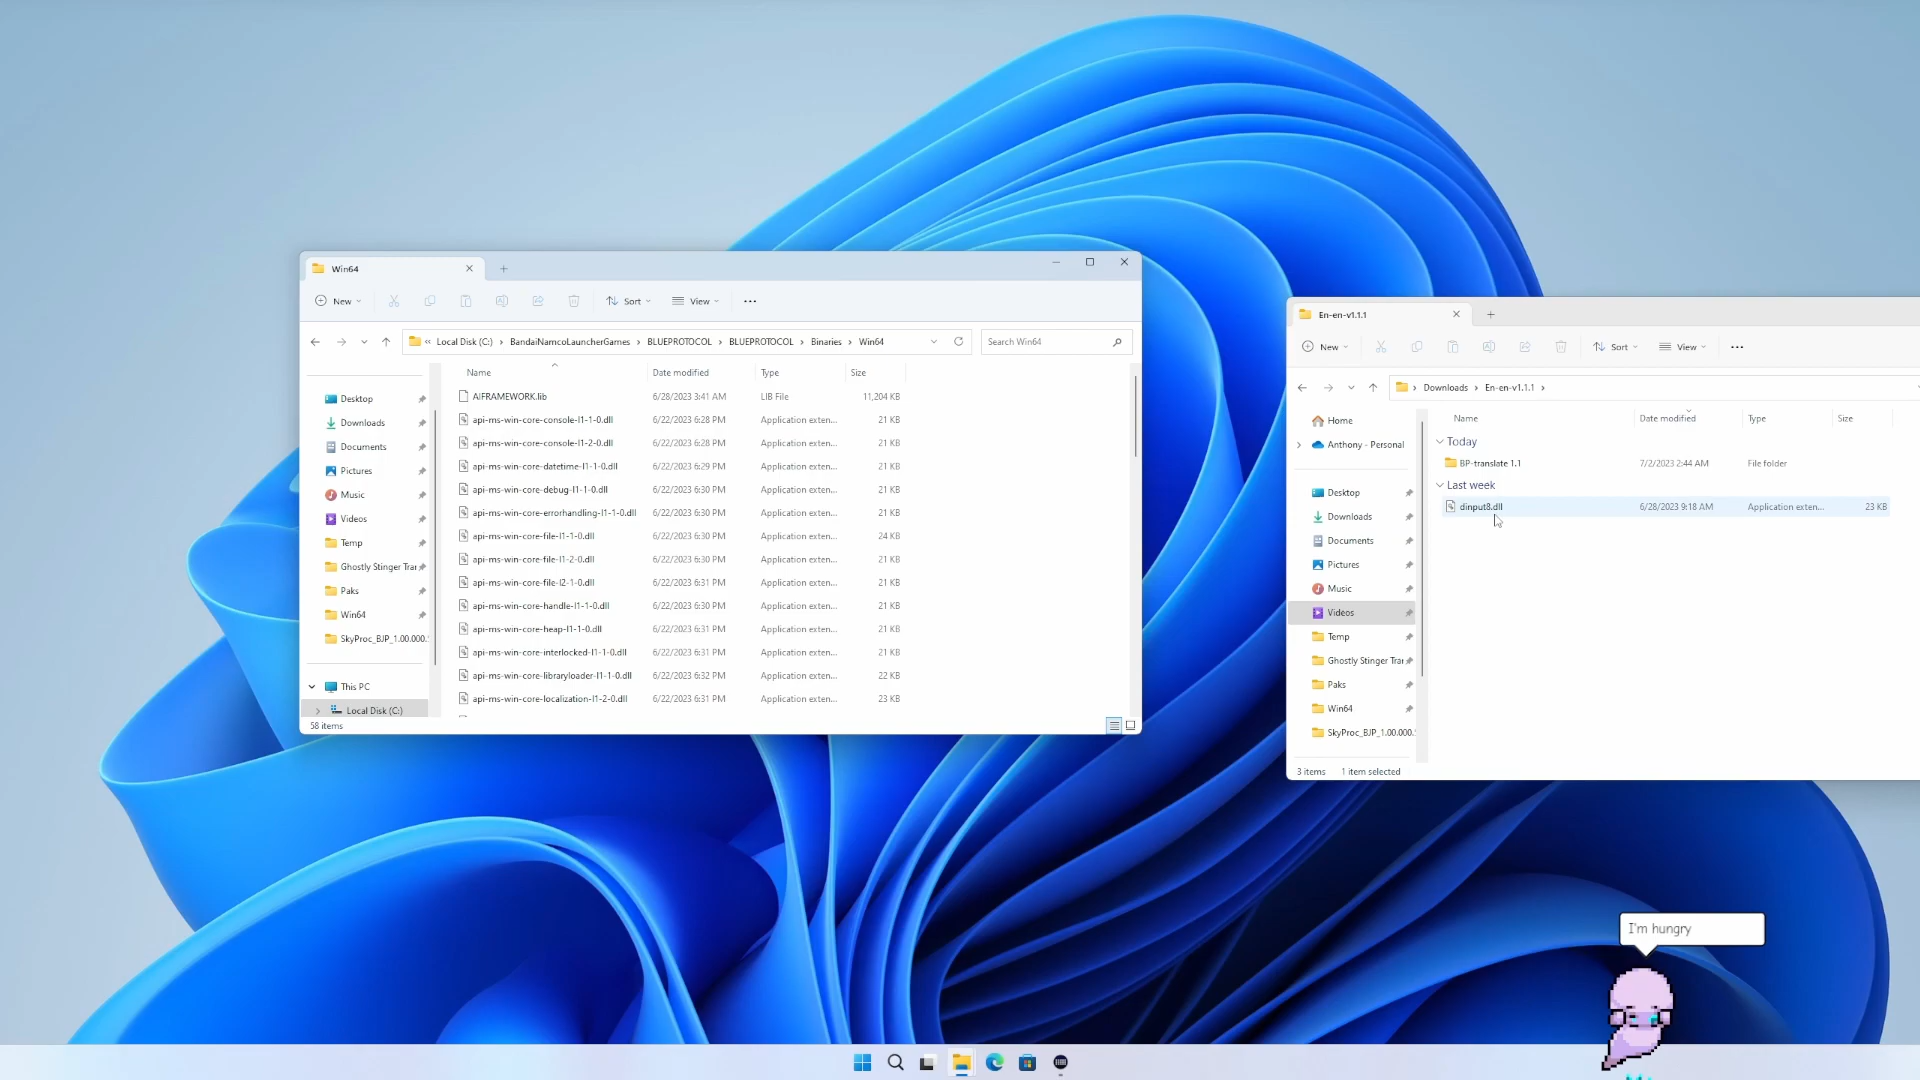 Win64
New
Sort
View
« Local Disk (C:) › BandaiNamcoLauncherGames › BLUEPROTOCOL › BLUEPROTOCOL › Binaries › Win64
Search Win64
Name Date modified Type Size
Desktop
Downloads
Documents
Pictures
Music
Videos
Temp
Ghostly Stinger Tran
Paks
Win64
SkyProc_BJP_1.00.000.
This PC
Local Disk (C:)
AIFRAMEWORK.lib 6/28/2023 3:41 AM LIB File 11,204 KB
api-ms-win-core-console-l1-1-0.dll 6/22/2023 6:28 PM Application exten... 21 KB
api-ms-win-core-console-l1-2-0.dll 6/22/2023 6:28 PM Application exten... 21 KB
api-ms-win-core-datetime-l1-1-0.dll 6/22/2023 6:29 PM Application exten... 21 KB
api-ms-win-core-debug-l1-1-0.dll 6/22/2023 6:30 PM Application exten... 21 KB
api-ms-win-core-errorhandling-l1-1-0.dll 6/22/2023 6:30 PM Application exten... 21 KB
api-ms-win-core-file-l1-1-0.dll 6/22/2023 6:30 PM Application exten... 24 KB
api-ms-win-core-file-l1-2-0.dll 6/22/2023 6:30 PM Application exten... 21 KB
api-ms-win-core-file-l2-1-0.dll 6/22/2023 6:31 PM Application exten... 21 KB
api-ms-win-core-handle-l1-1-0.dll 6/22/2023 6:30 PM Application exten... 21 KB
api-ms-win-core-heap-l1-1-0.dll 6/22/2023 6:31 PM Application exten... 21 KB
api-ms-win-core-interlocked-l1-1-0.dll 6/22/2023 6:31 PM Application exten... 21 KB
api-ms-win-core-libraryloader-l1-1-0.dll 6/22/2023 6:32 PM Application exten... 22 KB
api-ms-win-core-localization-l1-2-0.dll 6/22/2023 6:31 PM Application exten... 23 KB
58 items
En-en-v1.1.1
New
Sort
View
› Downloads › En-en-v1.1.1 ›
Name Date modified Type Size
Home
Anthony - Personal
Desktop
Downloads
Documents
Pictures
Music
Videos
Temp
Ghostly Stinger Tran
Paks
Win64
SkyProc_BJP_1.00.000.
Today
BP-translate 1.1 7/2/2023 2:44 AM File folder
Last week
dinput8.dll 6/28/2023 9:18 AM Application exten... 23 KB
3 items 1 item selected
I'm hungry